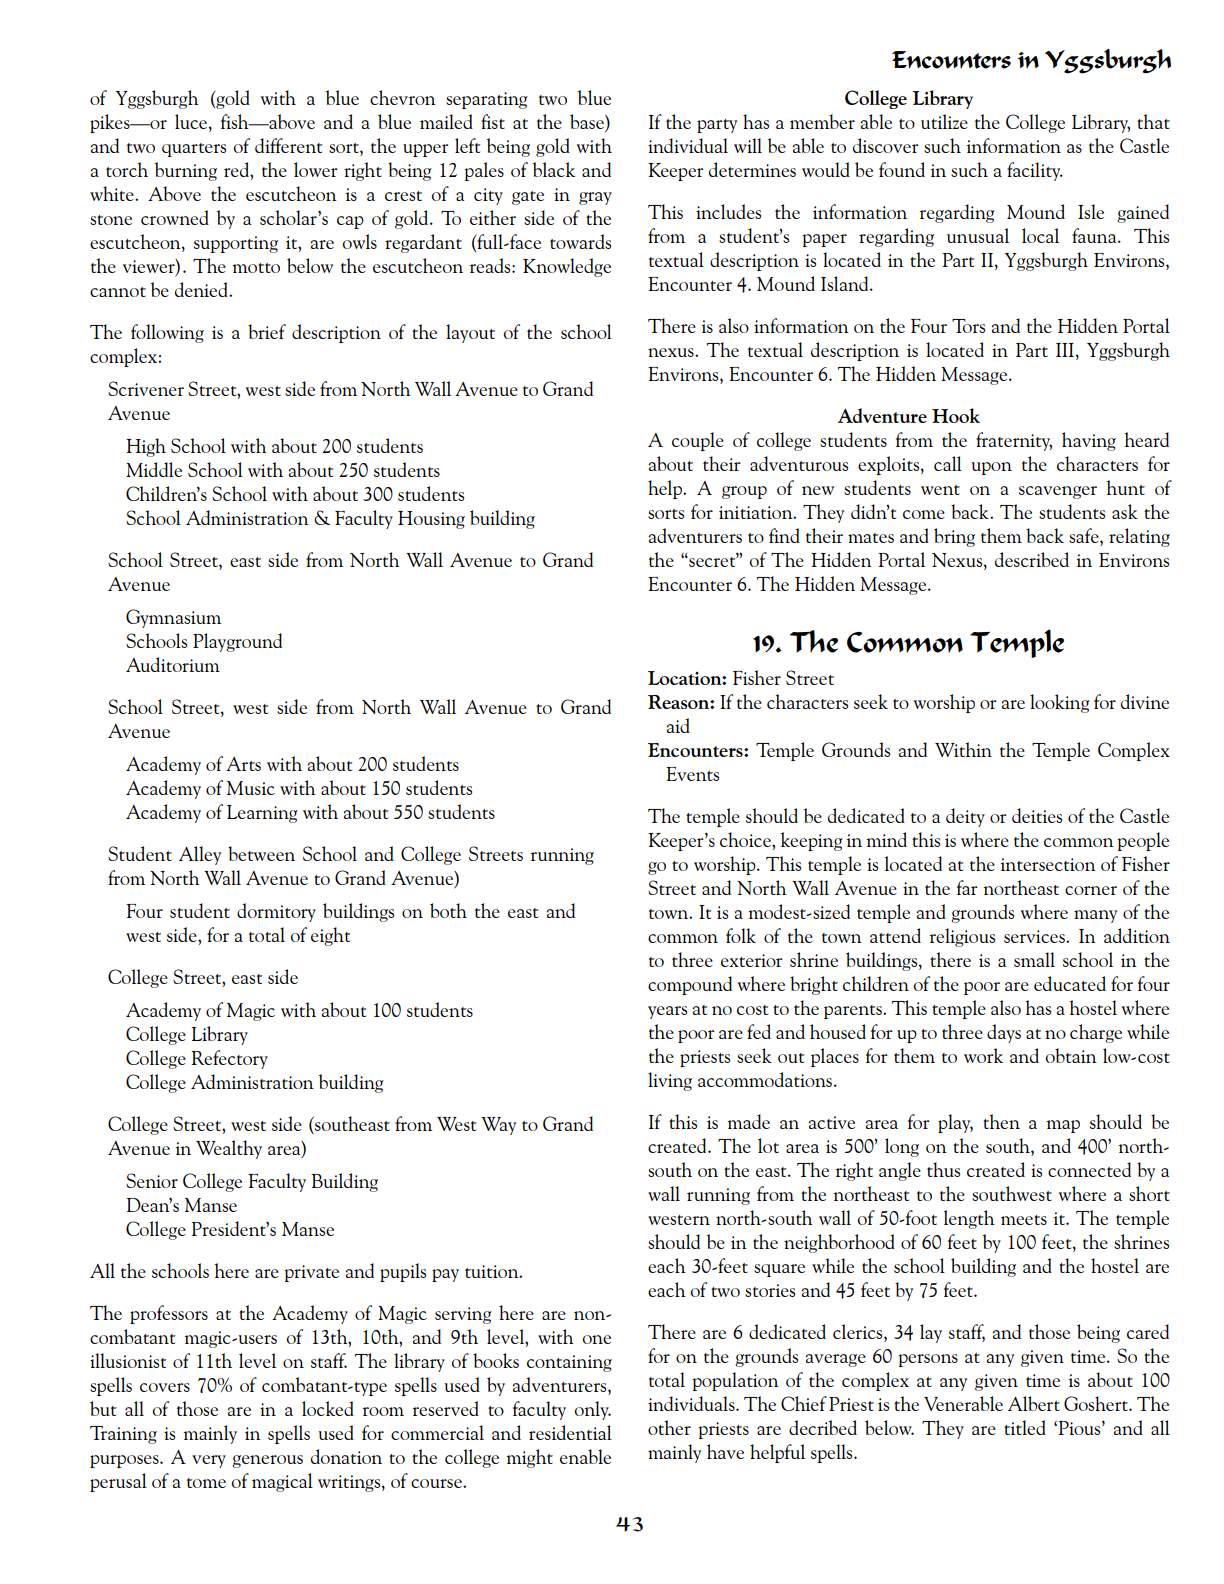 Encounters in Yggsburgh
of Yggsburgh (gold with a blue chevron separating two blue
pikes—or luce, fish—above and a blue mailed fist at the base)
and two quarters of different sort, the upper left being gold with
a torch burning red, the lower right being 12 pales of black and
white. Above the escutcheon is a crest of a city gate in gray
stone crowned by a scholar's cap of gold. To either side of the
escutcheon, supporting it, are owls regardant (full-face towards
the viewer). The motto below the escutcheon reads: Knowledge
cannot be denied.
The following is a brief description of the layout of the school
complex:
Scrivener Street, west side from North Wall Avenue to Grand
Avenue
High School with about 200 students
Middle School with about 250 students
Children's School with about 300 students
School Administration & Faculty Housing building
School Street, east side from North Wall Avenue to Grand
Avenue
Gymnasium
Schools Playground
Auditorium
School Street, west side from North Wall Avenue to Grand
Avenue
Academy of Arts with about 200 students
Academy of Music with about 150 students
Academy of Learning with about 550 students
Student Alley between School and College Streets running
from North Wall Avenue to Grand Avenue)
Four student dormitory buildings on both the east and
west side, for a total of eight
College Street, east side
Academy of Magic with about 100 students
College Library
College Refectory
College Administration building
College Street, west side (southeast from West Way to Grand
Avenue in Wealthy area)
Senior College Faculty Building
Dean's Manse
College President's Manse
All the schools here are private and pupils pay tuition.
The professors at the Academy of Magic serving here are non-
combatant magic-users of 13th, 10th, and 9th level, with one
illusionist of 11th level on staff. The library of books containing
spells covers 70% of combatant-type spells used by adventurers,
but all of those are in a locked room reserved to faculty only.
Training is mainly in spells used for commercial and residential
purposes. A very generous donation to the college might enable
perusal of a tome of magical writings, of course.
College Library
If the party has a member able to utilize the College Library, that
individual will be able to discover such information as the Castle
Keeper determines would be found in such a facility.
This includes the information regarding Mound Isle gained
from a student's paper regarding unusual local fauna. This
textual description is located in the Part II, Yggsburgh Environs,
Encounter 4. Mound Island.
There is also information on the Four Tors and the Hidden Portal
nexus. The textual description is located in Part III, Yggsburgh
Environs, Encounter 6. The Hidden Message.
Adventure Hook
A couple of college students from the fraternity, having heard
about their adventurous exploits, call upon the characters for
help. A group of new students went on a scavenger hunt of
sorts for initiation. They didn't come back. The students ask the
adventurers to find their mates and bring them back safe, relating
the "secret" of The Hidden Portal Nexus, described in Environs
Encounter 6. The Hidden Message.
19. The Common Temple
Location: Fisher Street
Reason: If the characters seek to worship or are looking for divine
aid
Encounters: Temple Grounds and Within the Temple Complex
Events
The temple should be dedicated to a deity or deities of the Castle
Keeper's choice, keeping in mind this is where the common people
go to worship. This temple is located at the intersection of Fisher
Street and North Wall Avenue in the far northeast corner of the
town. It is a modest-sized temple and grounds where many of the
common folk of the town attend religious services. In addition
to three exterior shrine buildings, there is a small school in the
compound where bright children of the poor are educated for four
years at no cost to the parents. This temple also has a hostel where
the poor are fed and housed for up to three days at no charge while
the priests seek out places for them to work and obtain low-cost
living accommodations.
If this is made an active area for play, then a map should be
created. The lot area is 500' long on the south, and 400' north-
south on the east. The right angle thus created is connected by a
wall running from the northeast to the southwest where a short
western north-south wall of 50-foot length meets it. The temple
should be in the neighborhood of 60 feet by 100 feet, the shrines
each 30-feet square while the school building and the hostel are
each of two stories and 45 feet by 75 feet.
There are 6 dedicated clerics, 34 lay staff, and those being cared
for on the grounds average 60 persons at any given time. So the
total population of the complex at any given time is about 100
individuals. The Chief Priest is the Venerable Albert Goshert. The
other priests are decribed below. They are titled 'Pious' and all
mainly have helpful spells.
43